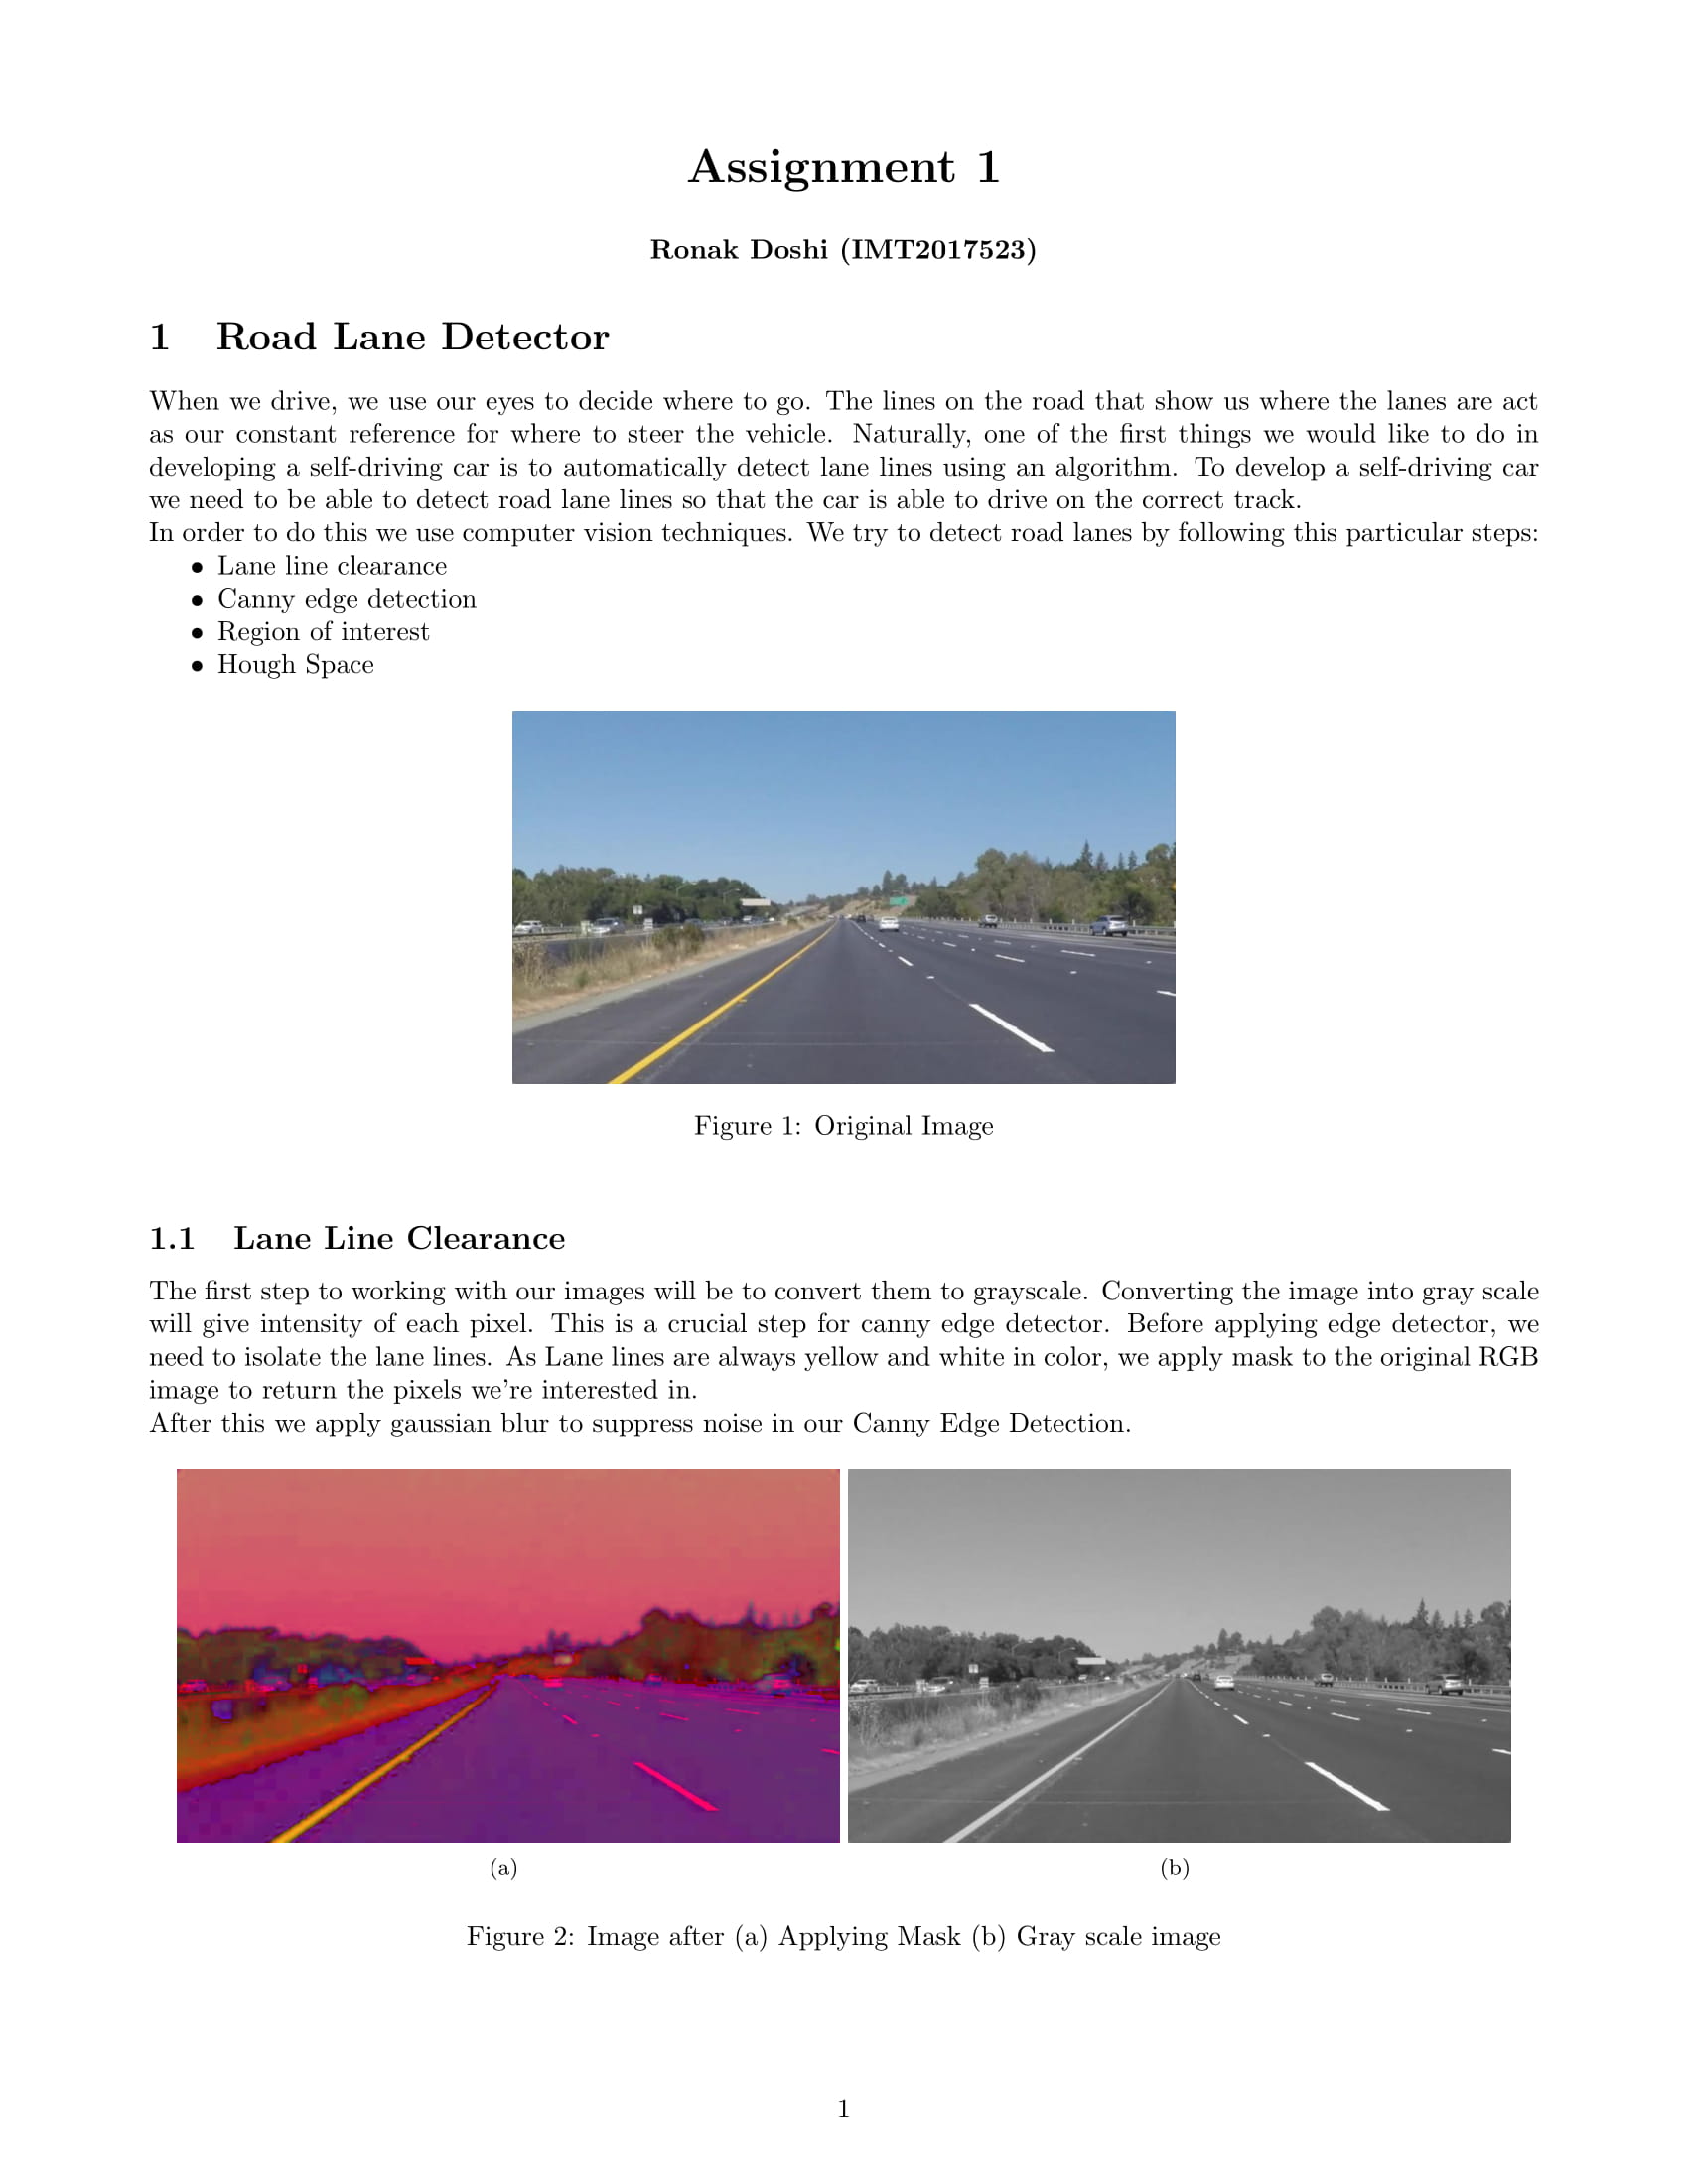 Assignment 1
Ronak Doshi (IMT2017523)
1 Road Lane Detector
When we drive, we use our eyes to decide where to go. The lines on the road that show us where the lanes are act
as our constant reference for where to steer the vehicle. Naturally, one of the first things we would like to do in
developing a self-driving car is to automatically detect lane lines using an algorithm. To develop a self-driving car
we need to be able to detect road lane lines so that the car is able to drive on the correct track.
In order to do this we use computer vision techniques. We try to detect road lanes by following this particular steps:
• Lane line clearance
• Canny edge detection
• Region of interest
• Hough Space
Figure 1: Original Image
1.1 Lane Line Clearance
The first step to working with our images will be to convert them to grayscale. Converting the image into gray scale
will give intensity of each pixel. This is a crucial step for canny edge detector. Before applying edge detector, we
need to isolate the lane lines. As Lane lines are always yellow and white in color, we apply mask to the original RGB
image to return the pixels we're interested in.
After this we apply gaussian blur to suppress noise in our Canny Edge Detection.
(a) (b)
Figure 2: Image after (a) Applying Mask (b) Gray scale image
1